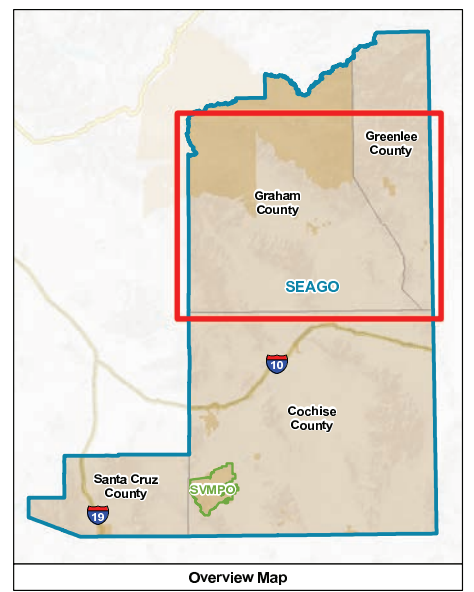 Greenlee
County
Graham
County
SEAGO
10
Cochise
County
Santa Cruz
County
SVMPO
19
Overview Map